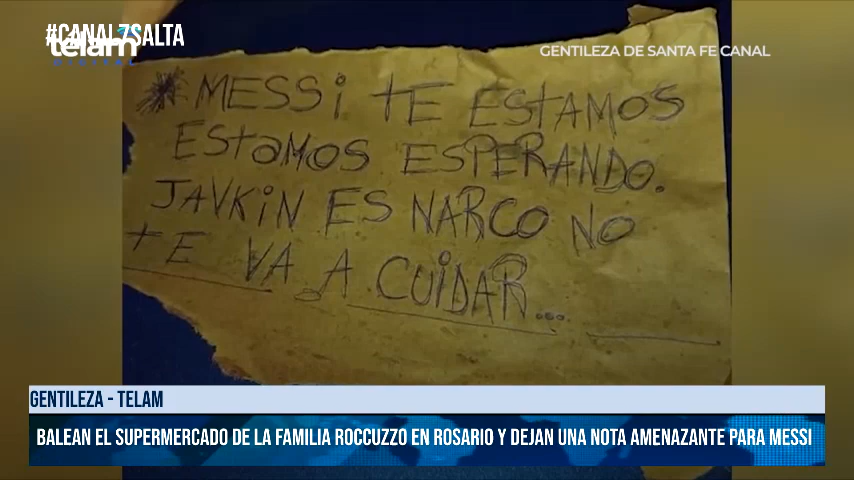 #CANAL7SALTA
telam
DIGITAL
GENTILEZA DE SANTA FE CANAL
MESSi tE EStAMOS
EStaMOS ESPERANDO.
JAVKiN ES NARCO NO
tE VA A CUiDAR...
GENTILEZA - TELAM
BALEAN EL SUPERMERCADO DE LA FAMILIA ROCCUZZO EN ROSARIO Y DEJAN UNA NOTA AMENAZANTE PARA MESSI